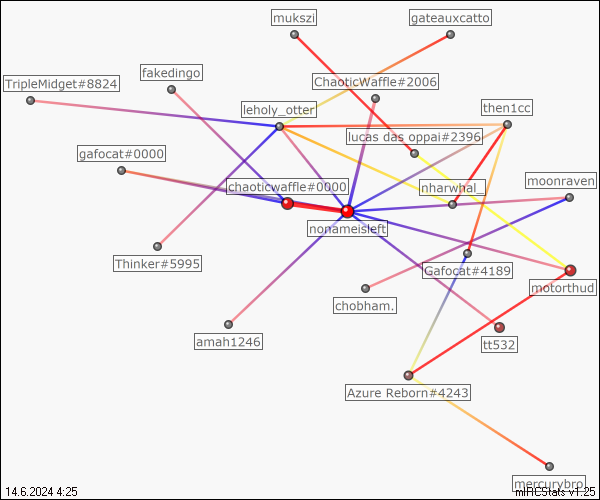 mukszi
gateauxcatto
fakedingo
ChaoticWaffle#2006
TripleMidget#8824
leholy_otter
then1cc
lucas das oppai#2396
gafocat#0000
chaoticwaffle#0000
nharwhal_
moonraven
nonameisleft
Thinker#5995
Gafocat#4189
motorthud
chobham.
amah1246
tt532
Azure Reborn#4243
mercurybro
14.6.2024 4:25
mIRCStats v1.25